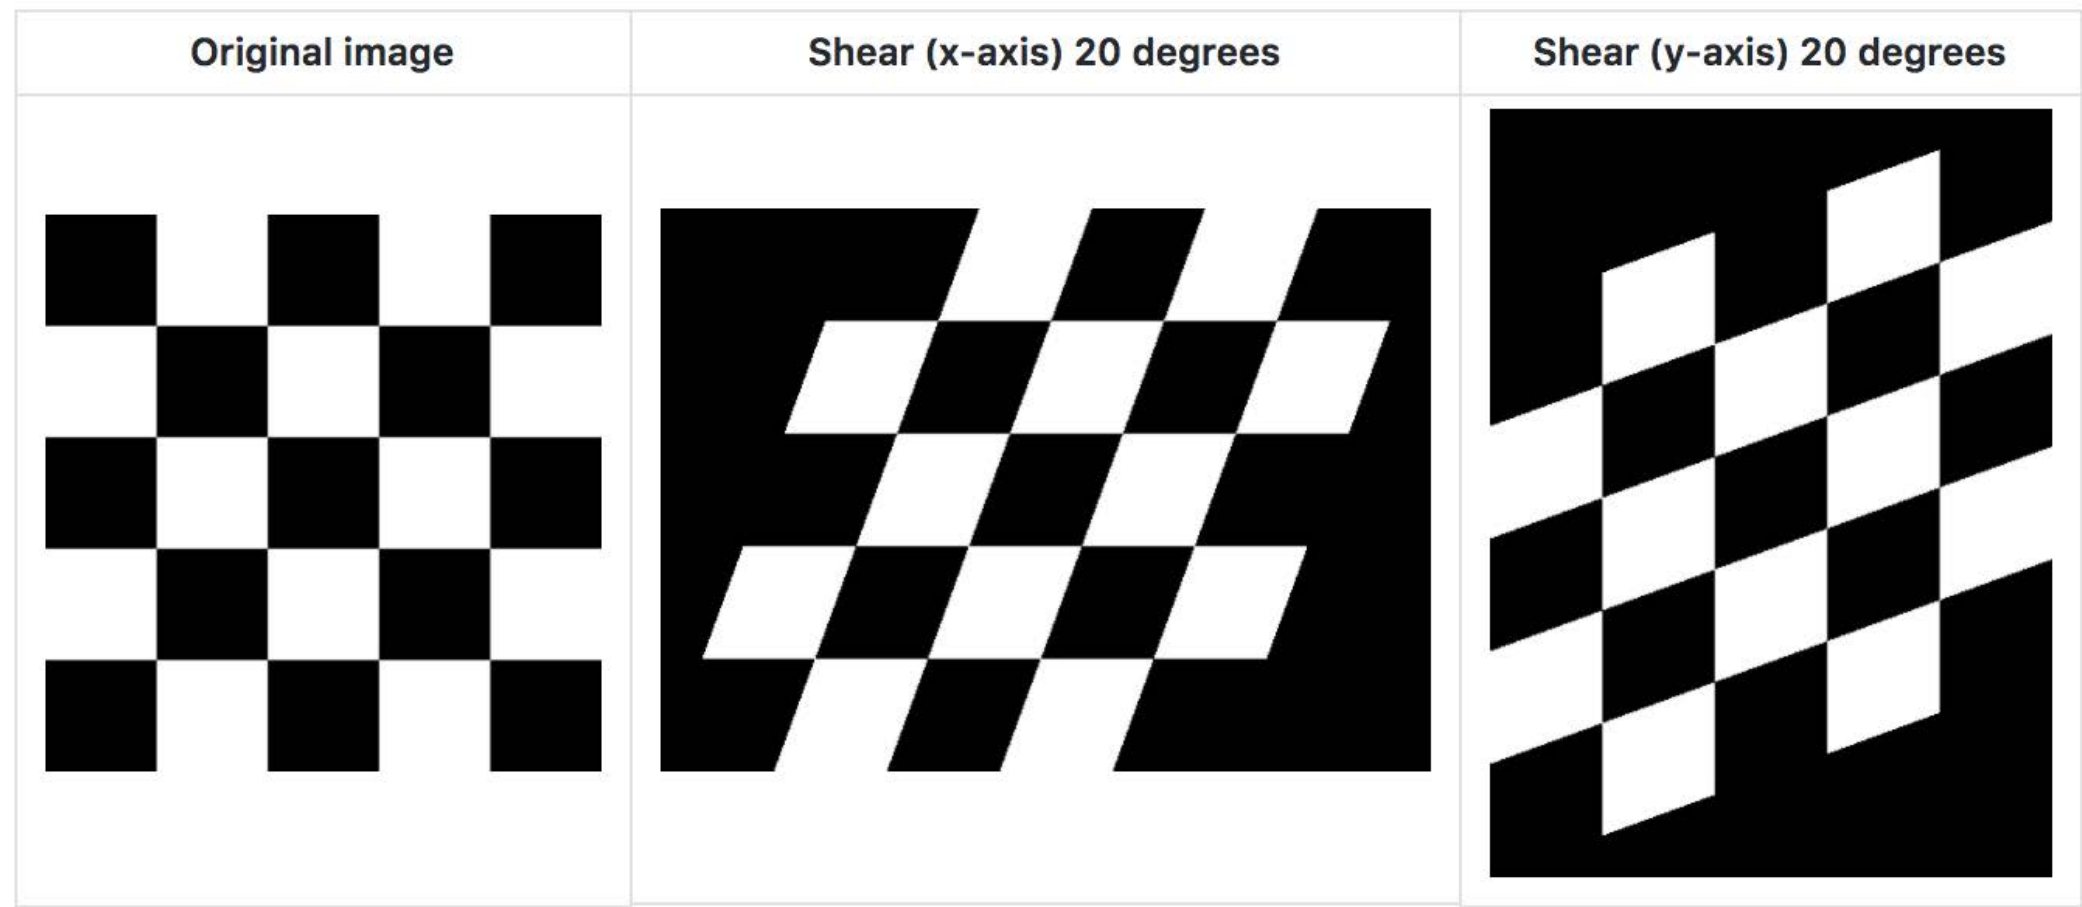 Original image
Shear (x-axis) 20 degrees
Shear (y-axis) 20 degrees